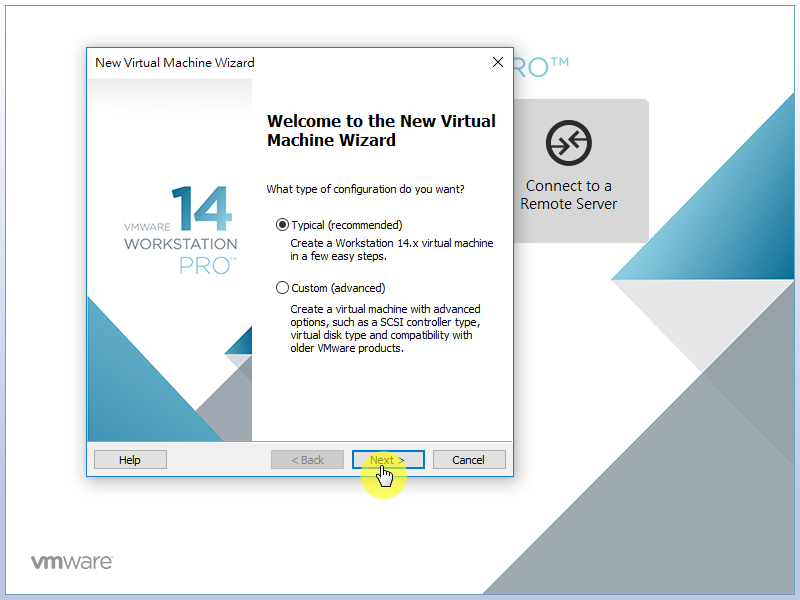 New Virtual Machine Wizard
PRO™
Welcome to the New Virtual
Machine Wizard
What type of configuration do you want?
Typical (recommended)
Create a Workstation 14.x virtual machine
in a few easy steps.
Custom (advanced)
Create a virtual machine with advanced
options, such as a SCSI controller type,
virtual disk type and compatibility with
older VMware products.
14
VMWARE
WORKSTATION
PRO™
Connect to a
Remote Server
Help
< Back
Next >
Cancel
vmware